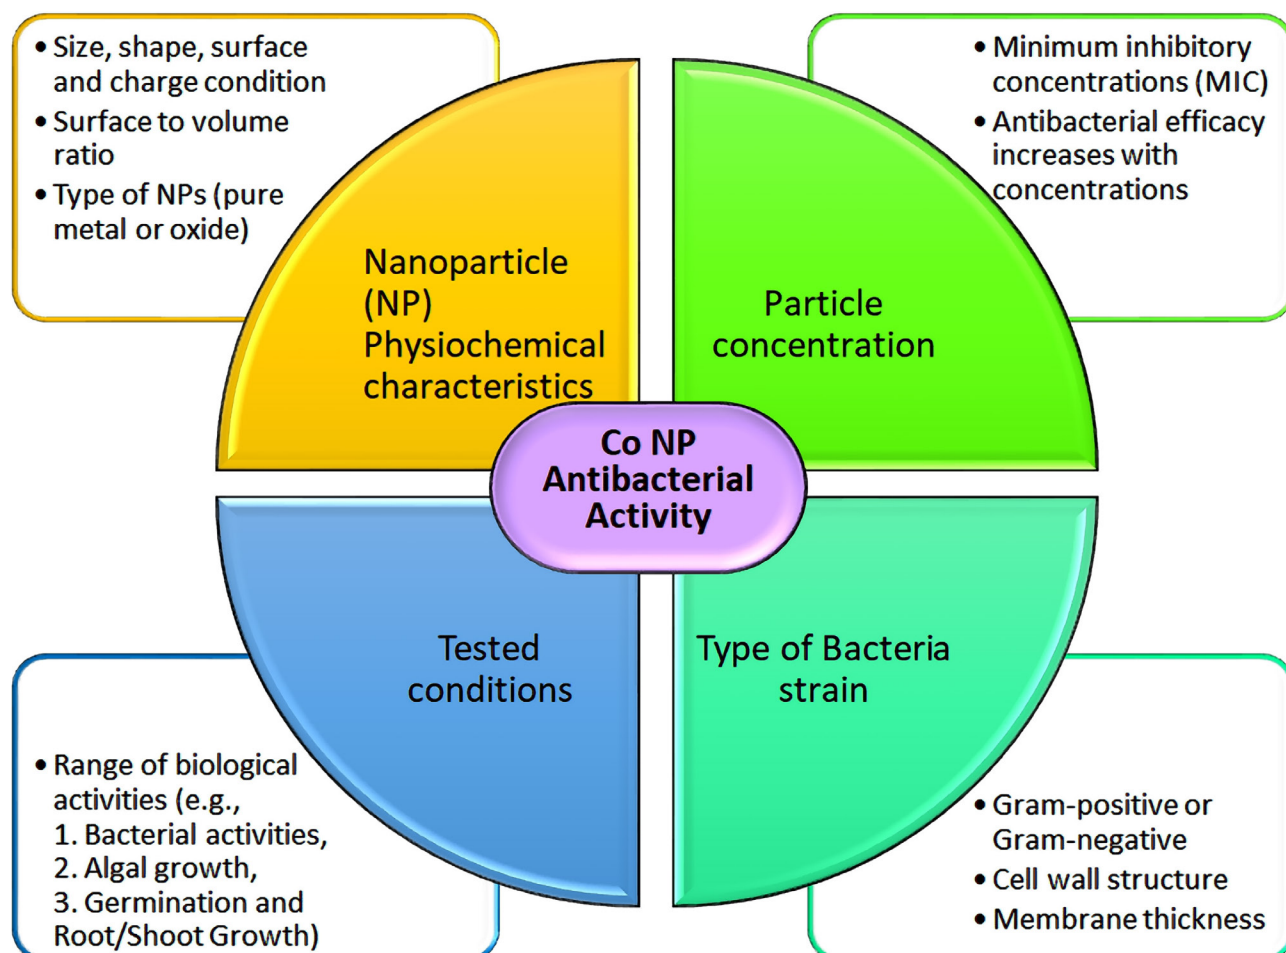 • Size, shape, surface
and charge condition
• Surface to volume
ratio
• Type of NPs (pure
metal or oxide)
• Minimum inhibitory
concentrations (MIC)
• Antibacterial efficacy
increases with
concentrations
Nanoparticle
(NP)
Physiochemical
characteristics
Particle
concentration
Co NP
Antibacterial
Activity
Tested
conditions
Type of Bacteria
strain
• Range of biological
activities (e.g.,
1. Bacterial activities,
2. Algal growth,
3. Germination and
Root/Shoot Growth)
• Gram-positive or
Gram-negative
• Cell wall structure
• Membrane thickness